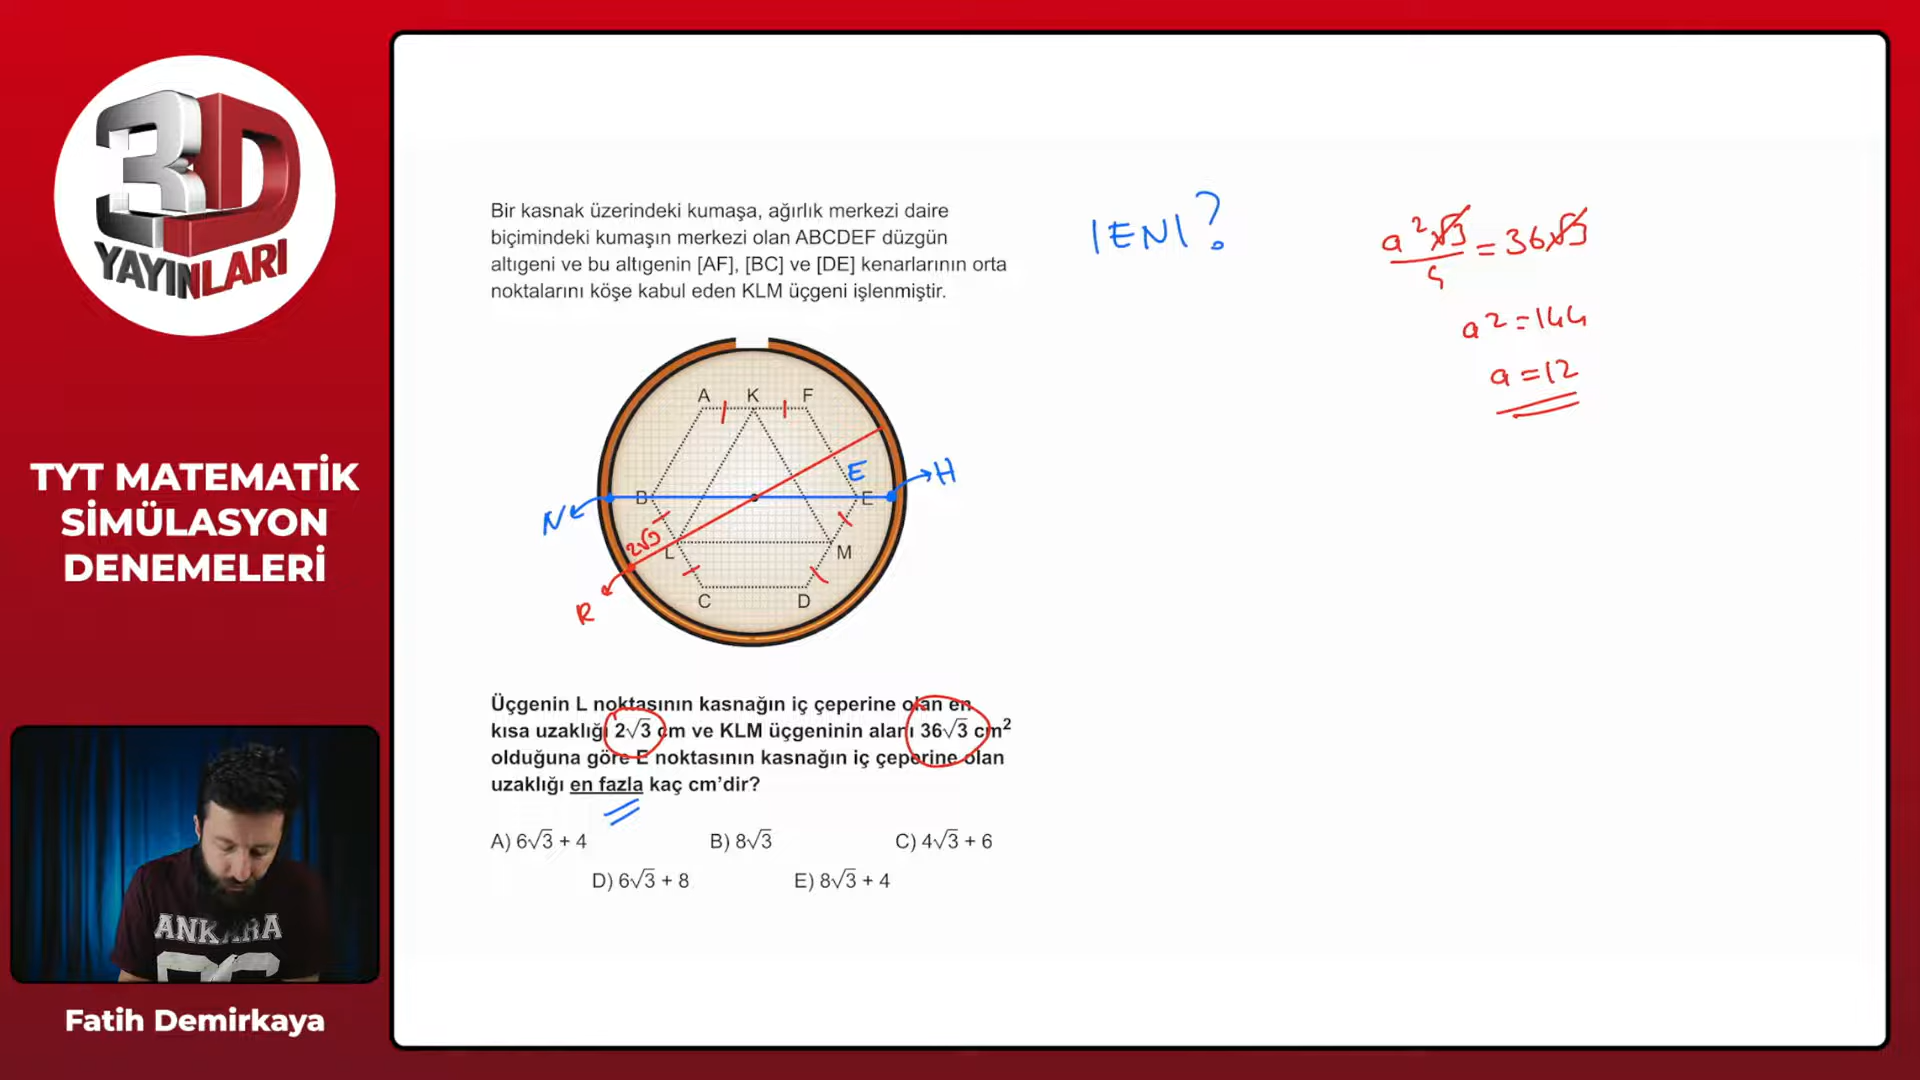 3D
YAYINLARI
TYT MATEMATİK
SİMÜLASYON
DENEMELERİ
ANKARA
Fatih Demirkaya
Bir kasnak üzerindeki kumaşa, ağırlık merkezi daire
biçimindeki kumaşın merkezi olan ABCDEF düzgün
altıgeni ve bu altıgenin [AF], [BC] ve [DE] kenarlarının orta
noktalarını köşe kabul eden KLM üçgeni işlenmiştir.
A K F
E
H
B E
N
2√3
L M
R
C D
Üçgenin L noktasının kasnağın iç çeperine olan en
kısa uzaklığı 2√3 cm ve KLM üçgeninin alanı 36√3 cm²
olduğuna göre E noktasının kasnağın iç çeperine olan
uzaklığı en fazla kaç cm'dir?
A) 6√3 + 4 B) 8√3 C) 4√3 + 6
D) 6√3 + 8 E) 8√3 + 4
|EN|?
a²√3/4 = 36√3
a² = 144
a = 12